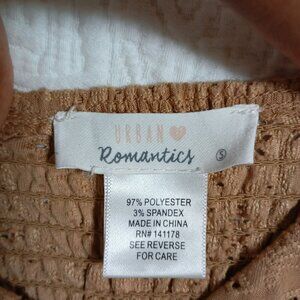 URBAN
Romantics
S
97% POLYESTER
3% SPANDEX
MADE IN CHINA
RN# 141178
SEE REVERSE
FOR CARE